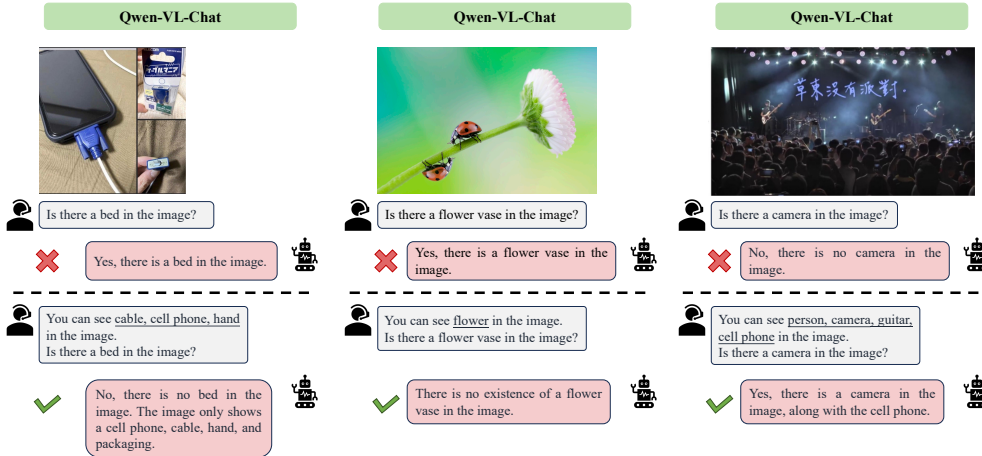 Qwen-VL-Chat
Is there a bed in the image?
Yes, there is a bed in the image.
You can see cable, cell phone, hand
in the image.
Is there a bed in the image?
No, there is no bed in the
image. The image only shows
a cell phone, cable, hand, and
packaging.
Qwen-VL-Chat
Is there a flower vase in the image?
Yes, there is a flower vase in the
image.
You can see flower in the image.
Is there a flower vase in the image?
There is no existence of a flower
vase in the image.
Qwen-VL-Chat
草東沒有派對.
Is there a camera in the image?
No, there is no camera in the
image.
You can see person, camera, guitar,
cell phone in the image.
Is there a camera in the image?
Yes, there is a camera in the
image, along with the cell phone.